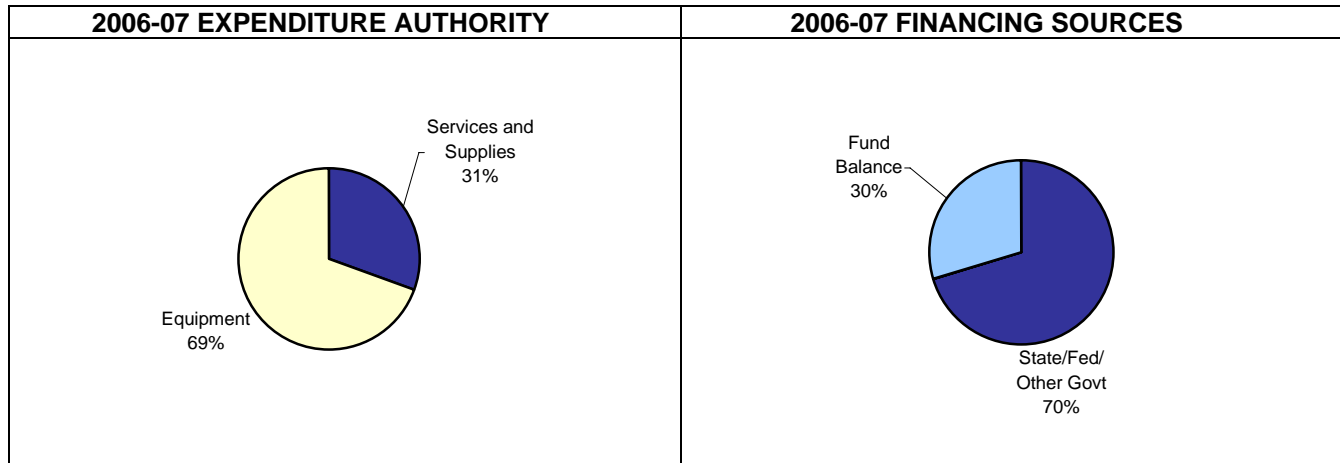 2006-07 EXPENDITURE AUTHORITY
2006-07 FINANCING SOURCES
Services and
Supplies
31%
Equipment
69%
Fund
Balance
30%
State/Fed/
Other Govt
70%